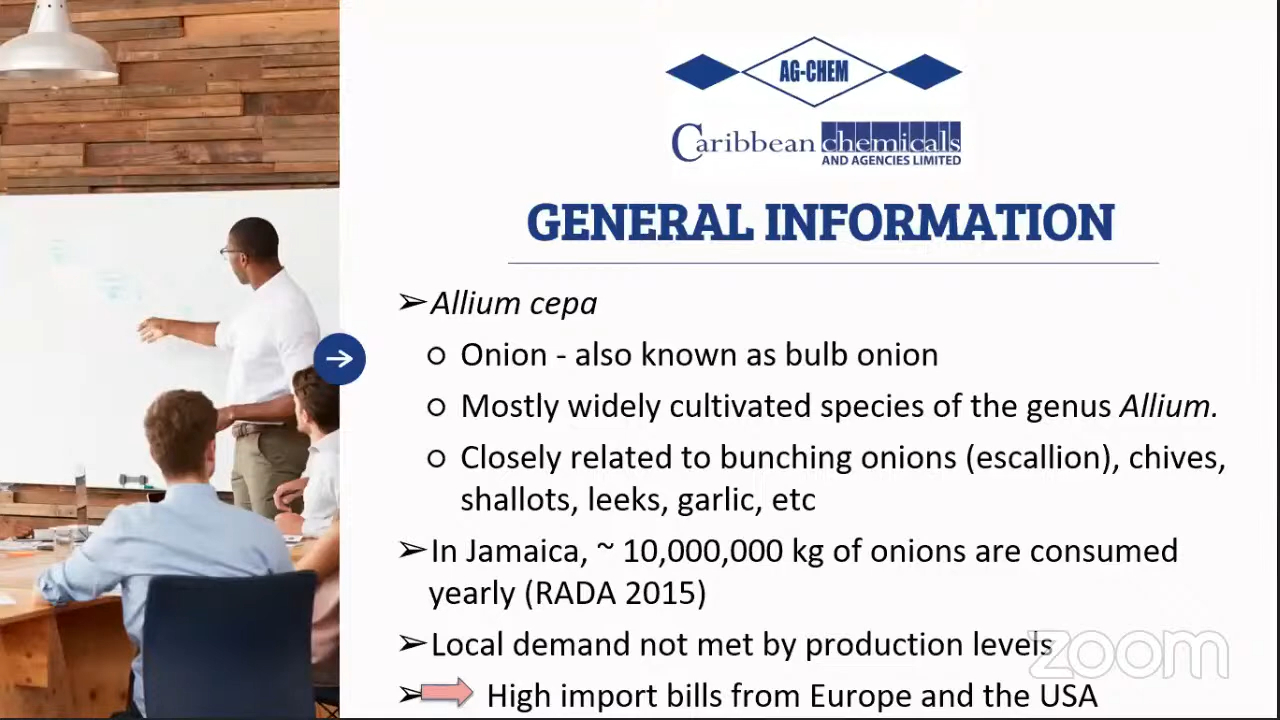 AG-CHEM
Caribbean chemicals
AND AGENCIES LIMITED
GENERAL INFORMATION
➢Allium cepa
o Onion - also known as bulb onion
o Mostly widely cultivated species of the genus Allium.
o Closely related to bunching onions (escallion), chives,
shallots, leeks, garlic, etc
➢In Jamaica, ~ 10,000,000 kg of onions are consumed
yearly (RADA 2015)
➢Local demand not met by production levels
zoom
➢ High import bills from Europe and the USA